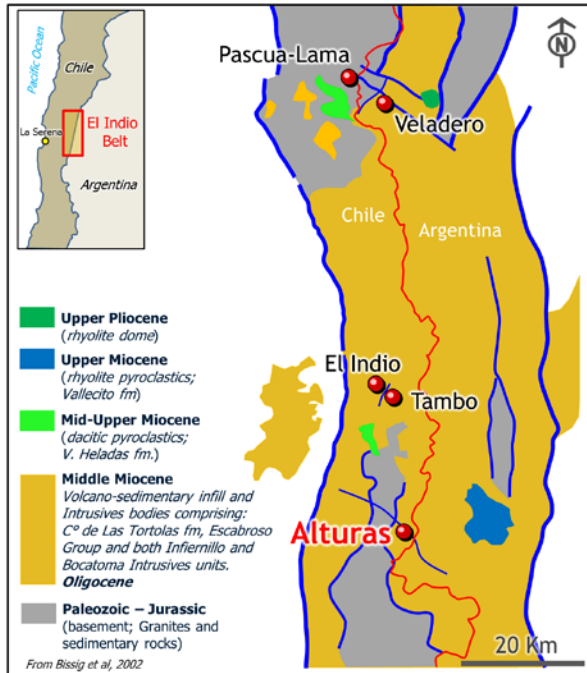 Pacific Ocean
Chile
La Serena
El Indio
Belt
Argentina
N
Pascua-Lama
Veladero
Chile
Argentina
El Indio
Tambo
Alturas
20 Km
Upper Pliocene
(rhyolite dome)
Upper Miocene
(rhyolite pyroclastics;
Vallecito fm)
Mid-Upper Miocene
(dacitic pyroclastics;
V. Heladas fm.)
Middle Miocene
Volcano-sedimentary infill and
Intrusives bodies comprising:
C° de Las Tortolas fm, Escabroso
Group and both Infiernillo and
Bocatoma Intrusives units.
Oligocene
Paleozoic – Jurassic
(basement; Granites and
sedimentary rocks)
From Bissig et al, 2002